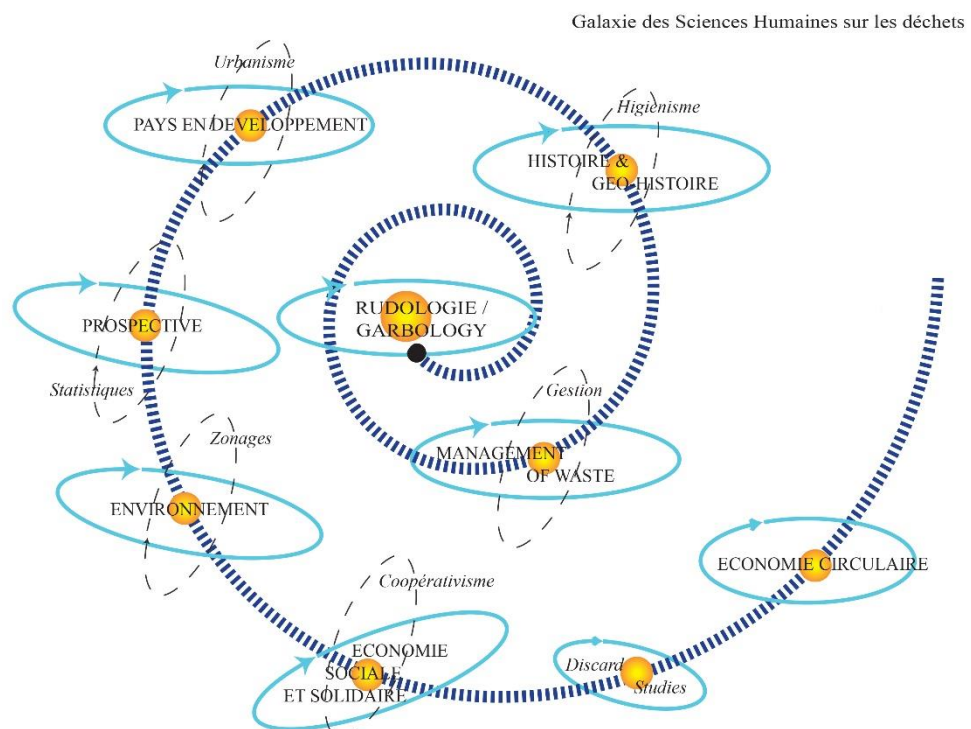 Galaxie des Sciences Humaines sur les déchets
Urbanisme
PAYS EN DEVELOPPEMENT
Higiénisme
HISTOIRE &
GEO-HISTOIRE
RUDOLOGIE /
GARBOLOGY
PROSPECTIVE
Statistiques
Gestion
MANAGEMENT
OF WASTE
Zonages
ENVIRONNEMENT
Coopérativisme
ECONOMIE
SOCIALE
ET SOLIDAIRE
Discard
Studies
ECONOMIE CIRCULAIRE